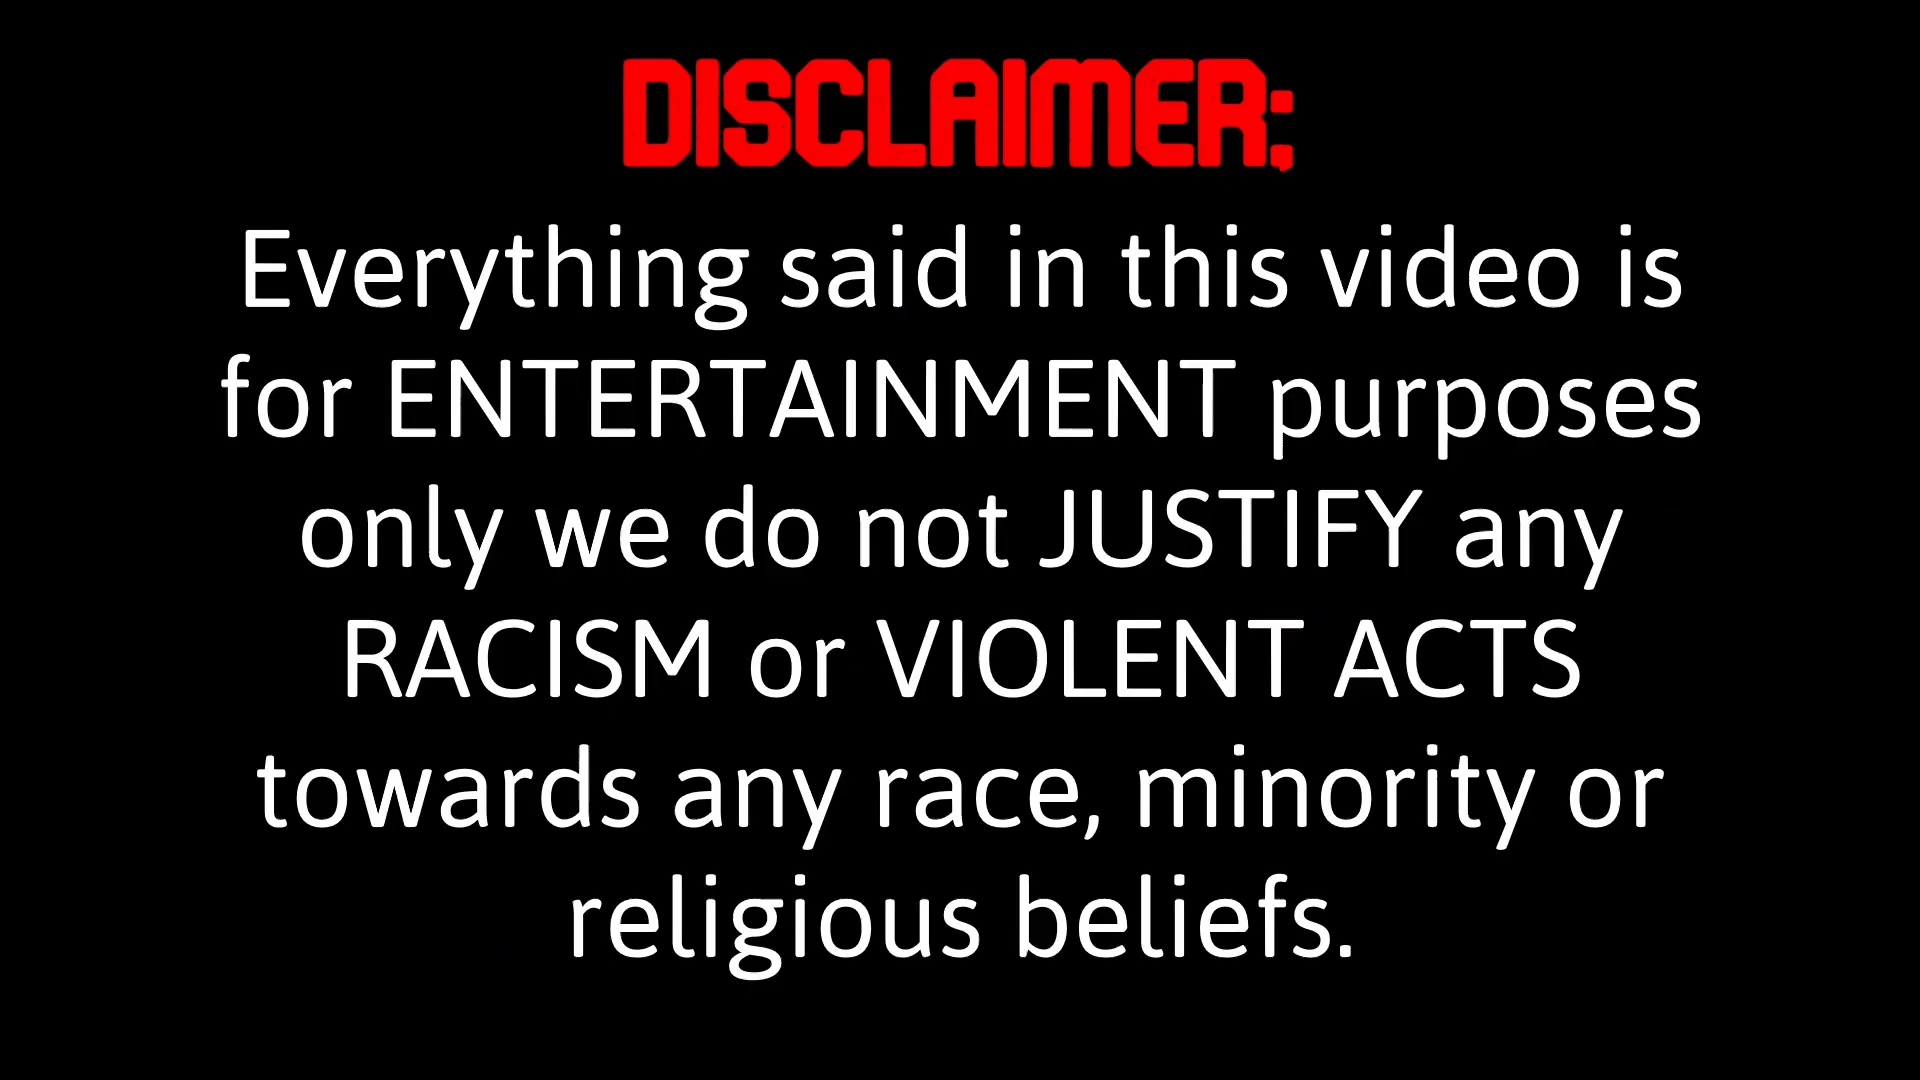 DISCLAIMER;
Everything said in this video is
for ENTERTAINMENT purposes
only we do not JUSTIFY any
RACISM or VIOLENT ACTS
towards any race, minority or
religious beliefs.